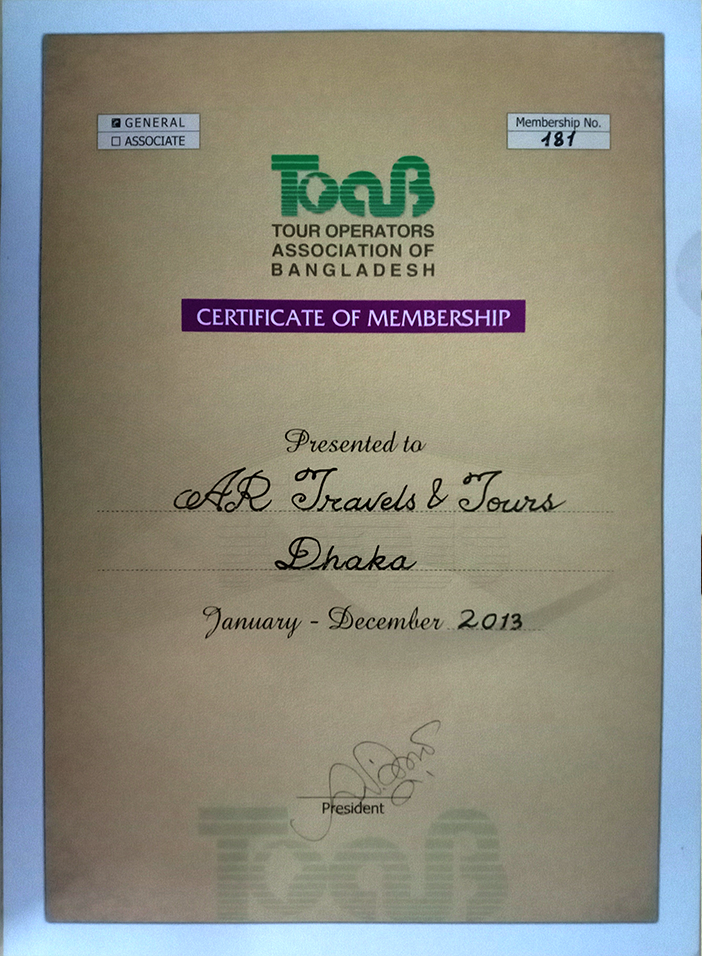 GENERAL
ASSOCIATE
Membership No.
181
ToaB
TOUR OPERATORS
ASSOCIATION OF
BANGLADESH
CERTIFICATE OF MEMBERSHIP
Presented to
AR Travels & Tours
Dhaka
January - December 2013
President
ToaB